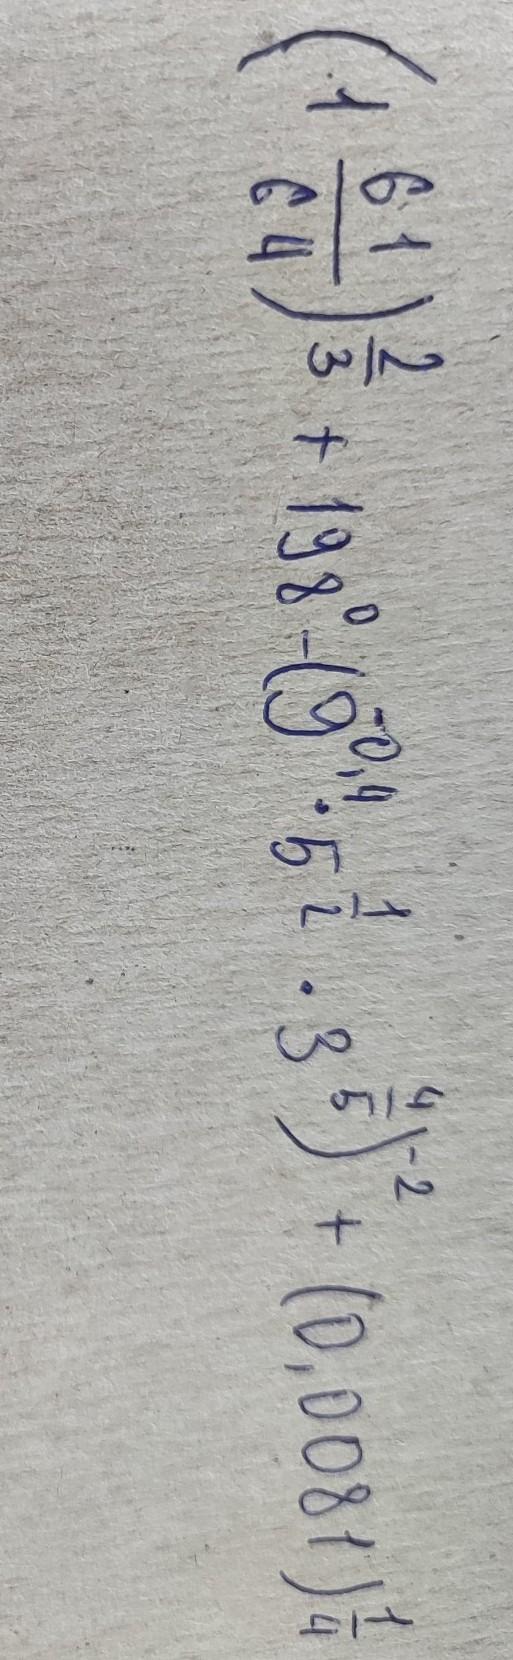 (1 61/64)^(2/3) + 198^0 - (9^(-0,4) · 5^(1/2) · 3^(4/5))^(-2) + (0,0081)^(1/4)